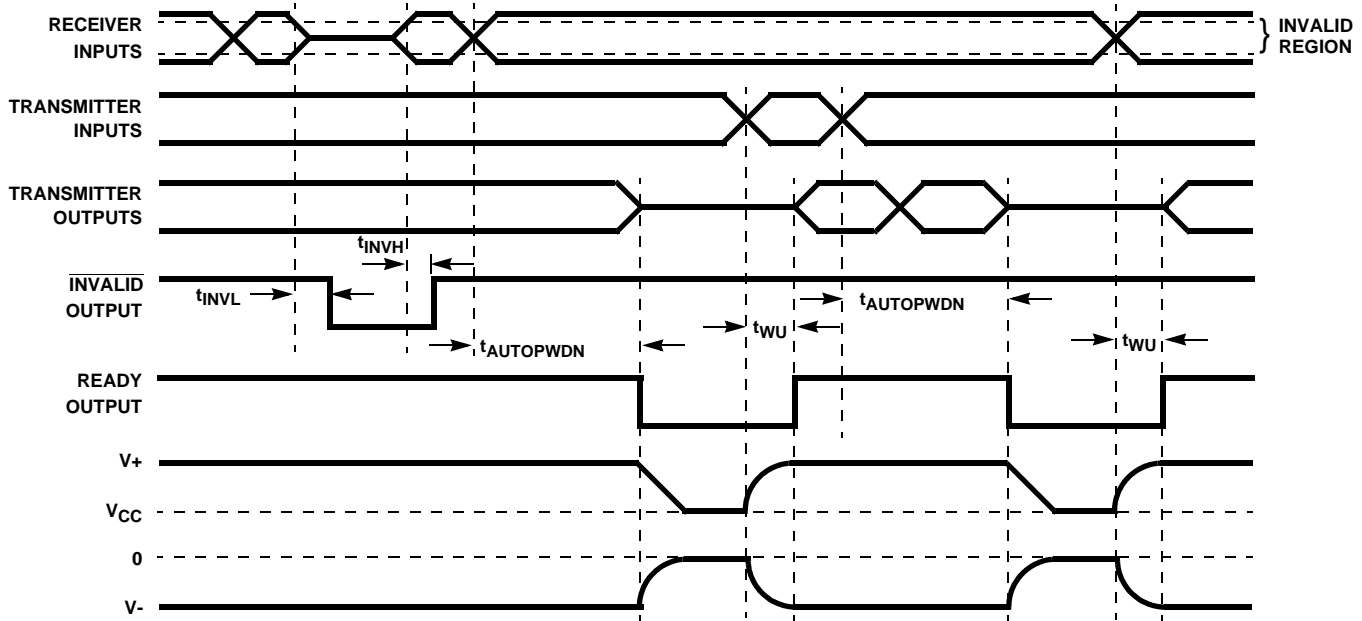 RECEIVER
INPUTS
} INVALID
REGION
TRANSMITTER
INPUTS
TRANSMITTER
OUTPUTS
tINVH
INVALID
OUTPUT
tINVL
tAUTOPWDN
tWU
tAUTOPWDN
tWU
READY
OUTPUT
V+
VCC
0
V-